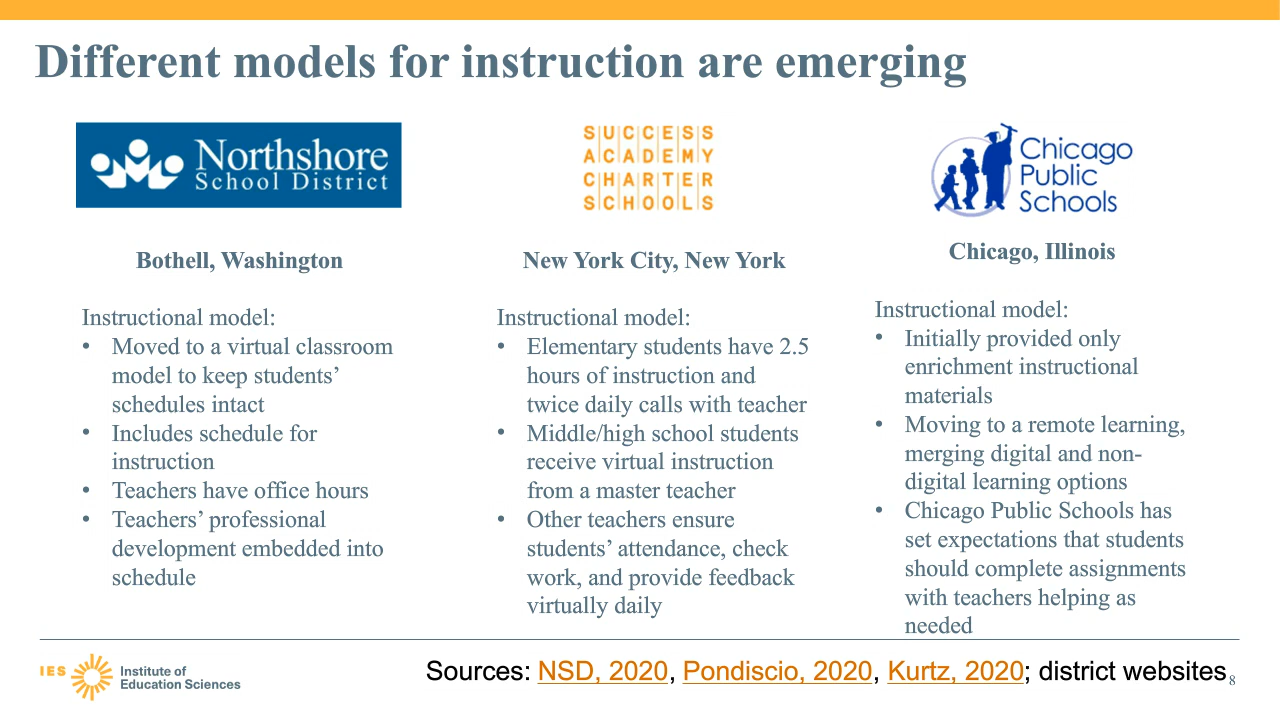 Different models for instruction are emerging
Northshore
School District
Bothell, Washington
Instructional model:
• Moved to a virtual classroom
model to keep students’
schedules intact
• Includes schedule for
instruction
• Teachers have office hours
• Teachers’ professional
development embedded into
schedule
SUCCESS
ACADEMY
CHARTER
SCHOOLS
New York City, New York
Instructional model:
• Elementary students have 2.5
hours of instruction and
twice daily calls with teacher
• Middle/high school students
receive virtual instruction
from a master teacher
• Other teachers ensure
students’ attendance, check
work, and provide feedback
virtually daily
Chicago
Public
Schools
Chicago, Illinois
Instructional model:
• Initially provided only
enrichment instructional
materials
• Moving to a remote learning,
merging digital and non-
digital learning options
• Chicago Public Schools has
set expectations that students
should complete assignments
with teachers helping as
needed
IES
Institute of
Education Sciences
Sources: NSD, 2020, Pondiscio, 2020, Kurtz, 2020; district websites
8